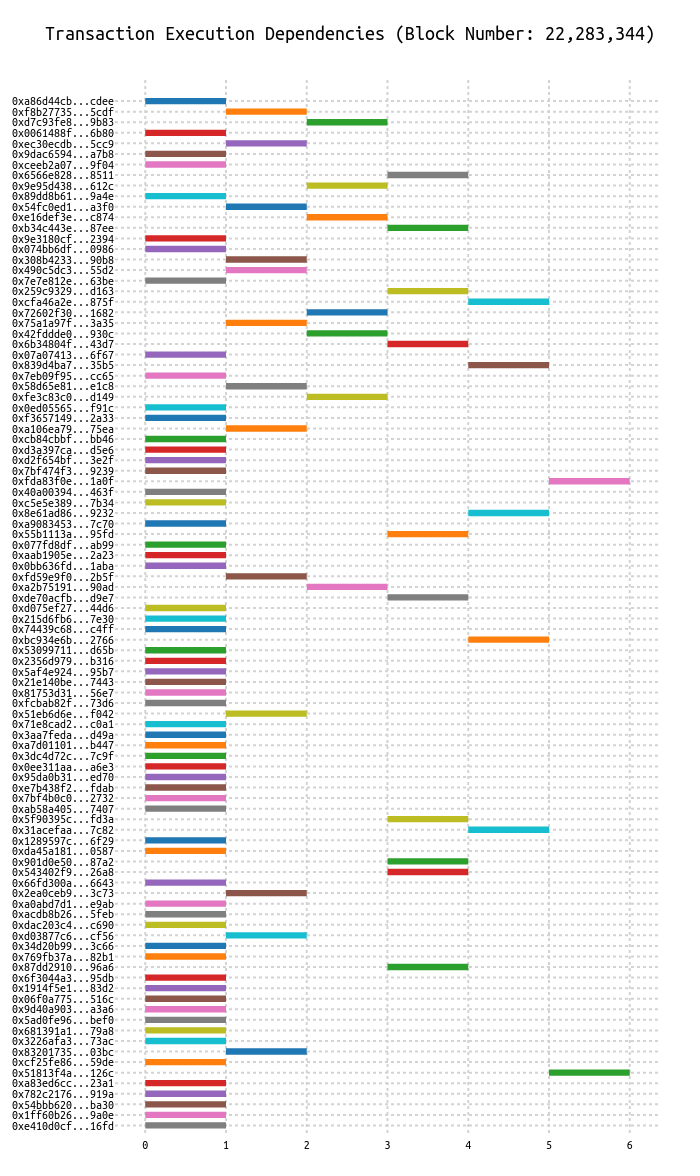 Transaction Execution Dependencies (Block Number: 22,283,344)
0xa86d44cb...cdee
0xf8b27735...5cdf
0xd7c93fe8...9b83
0x0061488f...6b80
0xec30ecdb...5cc9
0x9dac6594...a7b8
0xceeb2a07...9f04
0x6566e828...8511
0x9e95d438...612c
0x89dd8b61...9a4e
0x54fc0ed1...a3f0
0xe16def3e...c874
0xb34c443e...87ee
0x9e3180cf...2394
0x074bb6df...0986
0x308b4233...90b8
0x490c5dc3...55d2
0x7e7e812e...63be
0x259c9329...d163
0xcfa46a2e...875f
0x72602f30...1682
0x75a1a97f...3a35
0x42fddde0...930c
0x6b34804f...43d7
0x07a07413...6f67
0x839d4ba7...35b5
0x7eb09f95...cc65
0x58d65e81...e1c8
0xfe3c83c0...d149
0x0ed05565...f91c
0xf3657149...2a33
0xa106ea79...75ea
0xcb84cbbf...bb46
0xd3a397ca...d5e6
0xd2f654bf...3e2f
0x7bf474f3...9239
0xfda83f0e...1a0f
0x40a00394...463f
0xc5e5e389...7b34
0x8e61ad86...9232
0xa9083453...7c70
0x55b1113a...95fd
0x077fd8df...ab99
0xaab1905e...2a23
0x0bb636fd...1aba
0xfd59e9f0...2b5f
0xa2b75191...90ad
0xde70acfb...d9e7
0xd075ef27...44d6
0x215d6fb6...7e30
0x74439c68...c4ff
0xbc934e6b...2766
0x53099711...d65b
0x2356d979...b316
0x5af4e924...95b7
0x21e140be...7443
0x81753d31...56e7
0xfcbab82f...73d6
0x51eb6d6e...f042
0x71e8cad2...c0a1
0x3aa7feda...d49a
0xa7d01101...b447
0x3dc4d72c...7c9f
0x0ee311aa...a6e3
0x95da0b31...ed70
0xe7b438f2...fdab
0x7bf4b0c0...2732
0xab58a405...7407
0x5f90395c...fd3a
0x31acefaa...7c82
0x1289597c...6f29
0xda45a181...0587
0x901d0e50...87a2
0x543402f9...26a8
0x66fd300a...6643
0x2ea0ceb9...3c73
0xa0abd7d1...e9ab
0xacdb8b26...5feb
0xdac203c4...c690
0xd03877c6...cf56
0x34d20b99...3c66
0x769fb37a...82b1
0x87dd2910...96a6
0x6f3044a3...95db
0x1914f5e1...83d2
0x06f0a775...516c
0x9d40a903...a3a6
0x5ad0fe96...bef0
0x681391a1...79a8
0x3226afa3...73ac
0x83201735...03bc
0xcf25fe86...59de
0x51813f4a...126c
0xa83ed6cc...23a1
0x782c2176...919a
0x54bbb620...ba30
0x1ff60b26...9a0e
0xe410d0cf...16fd
0 1 2 3 4 5 6